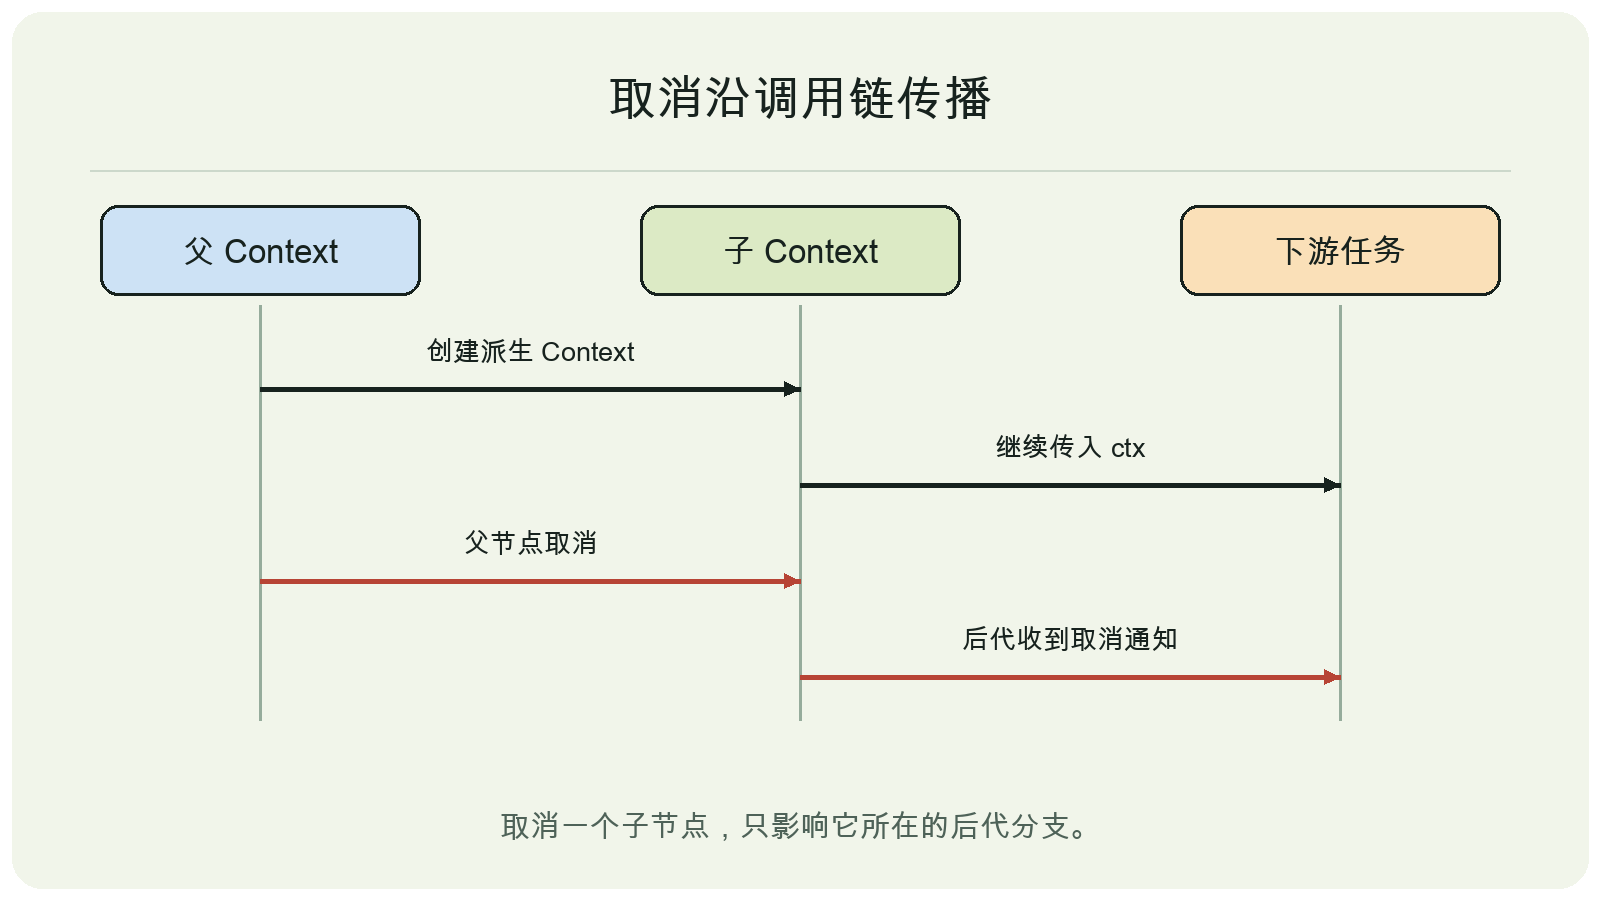 取消沿调用链传播
父 Context
子 Context
下游任务
创建派生 Context
继续传入 ctx
父节点取消
后代收到取消通知
取消一个子节点，只影响它所在的后代分支。